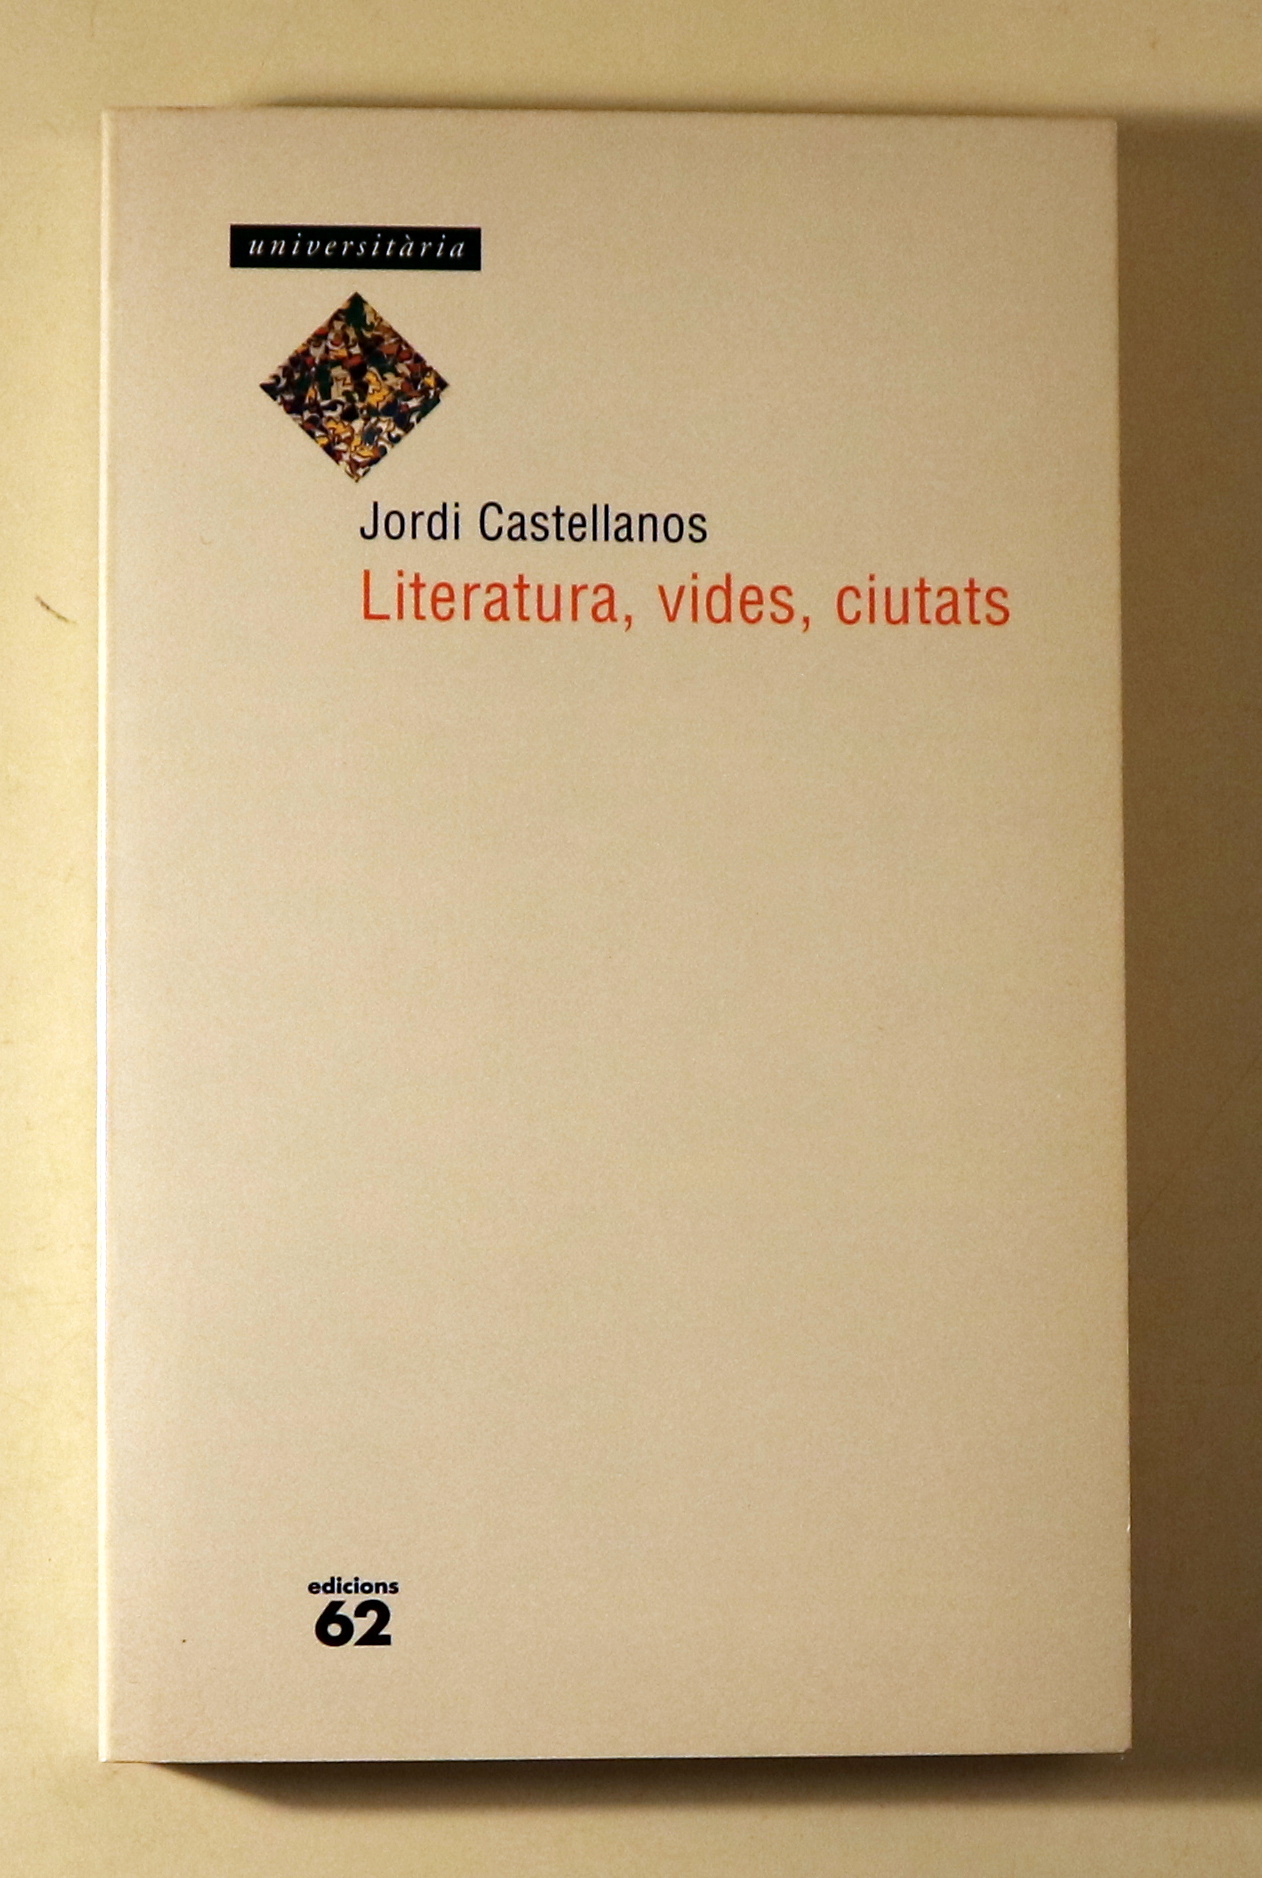 universitària
Jordi Castellanos
Literatura, vides, ciutats
edicions
62